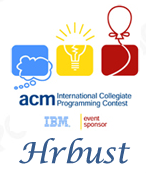 acm International Collegiate
Programming Contest
IBM. event
sponsor
Hrbust